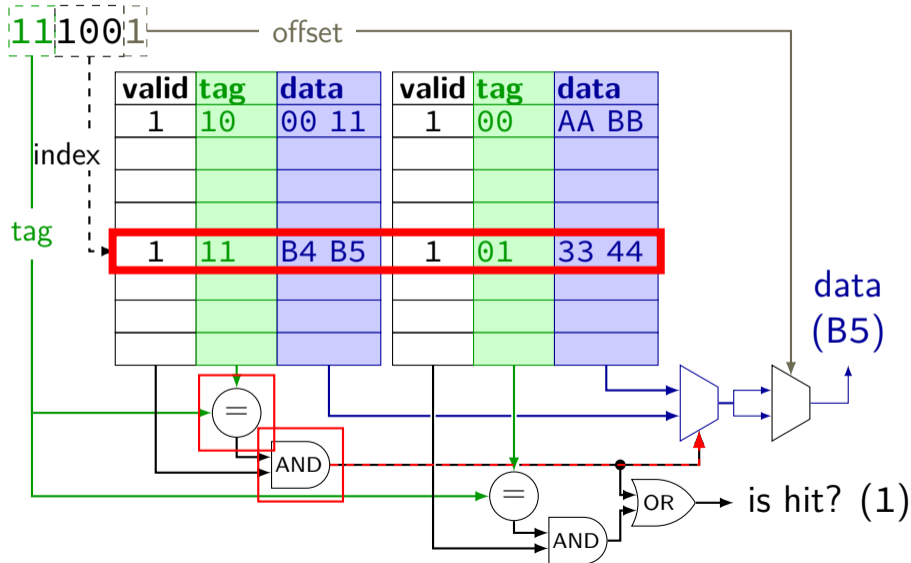 111001
offset
valid tag data valid tag data
1 10 00 11 1 00 AA BB
index
tag
1 11 B4 B5 1 01 33 44
data
(B5)
=
AND
=
OR
is hit? (1)
AND